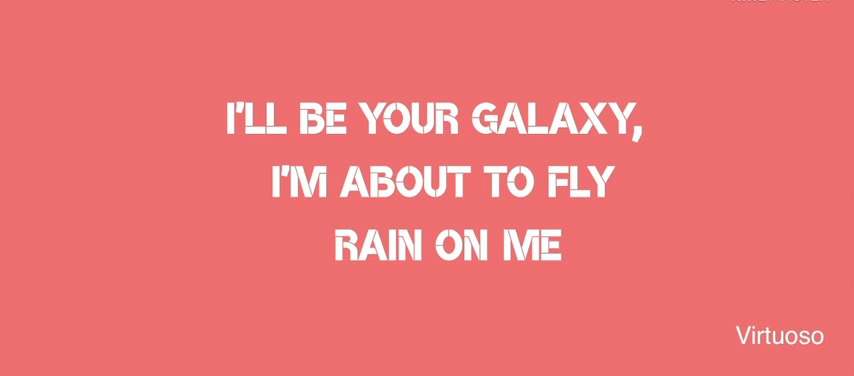 I'LL BE YOUR GALAXY,
I'M ABOUT TO FLY
RAIN ON ME
Virtuoso